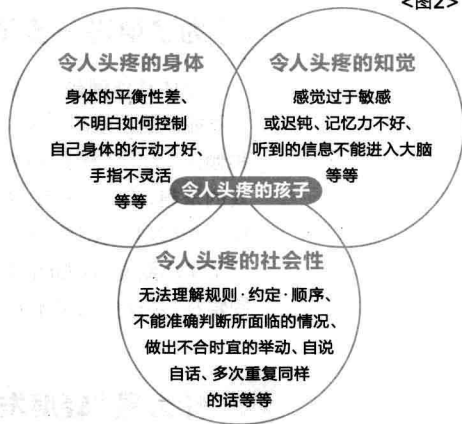 <图2>
令人头疼的身体
身体的平衡性差、
不明白如何控制
自己身体的行动才好、
手指不灵活
等等
令人头疼的知觉
感觉过于敏感
或迟钝、记忆力不好、
听到的信息不能进入大脑
等等
令人头疼的孩子
令人头疼的社会性
无法理解规则·约定·顺序、
不能准确判断所面临的情况、
做出不合时宜的举动、自说
自话、多次重复同样
的话等等